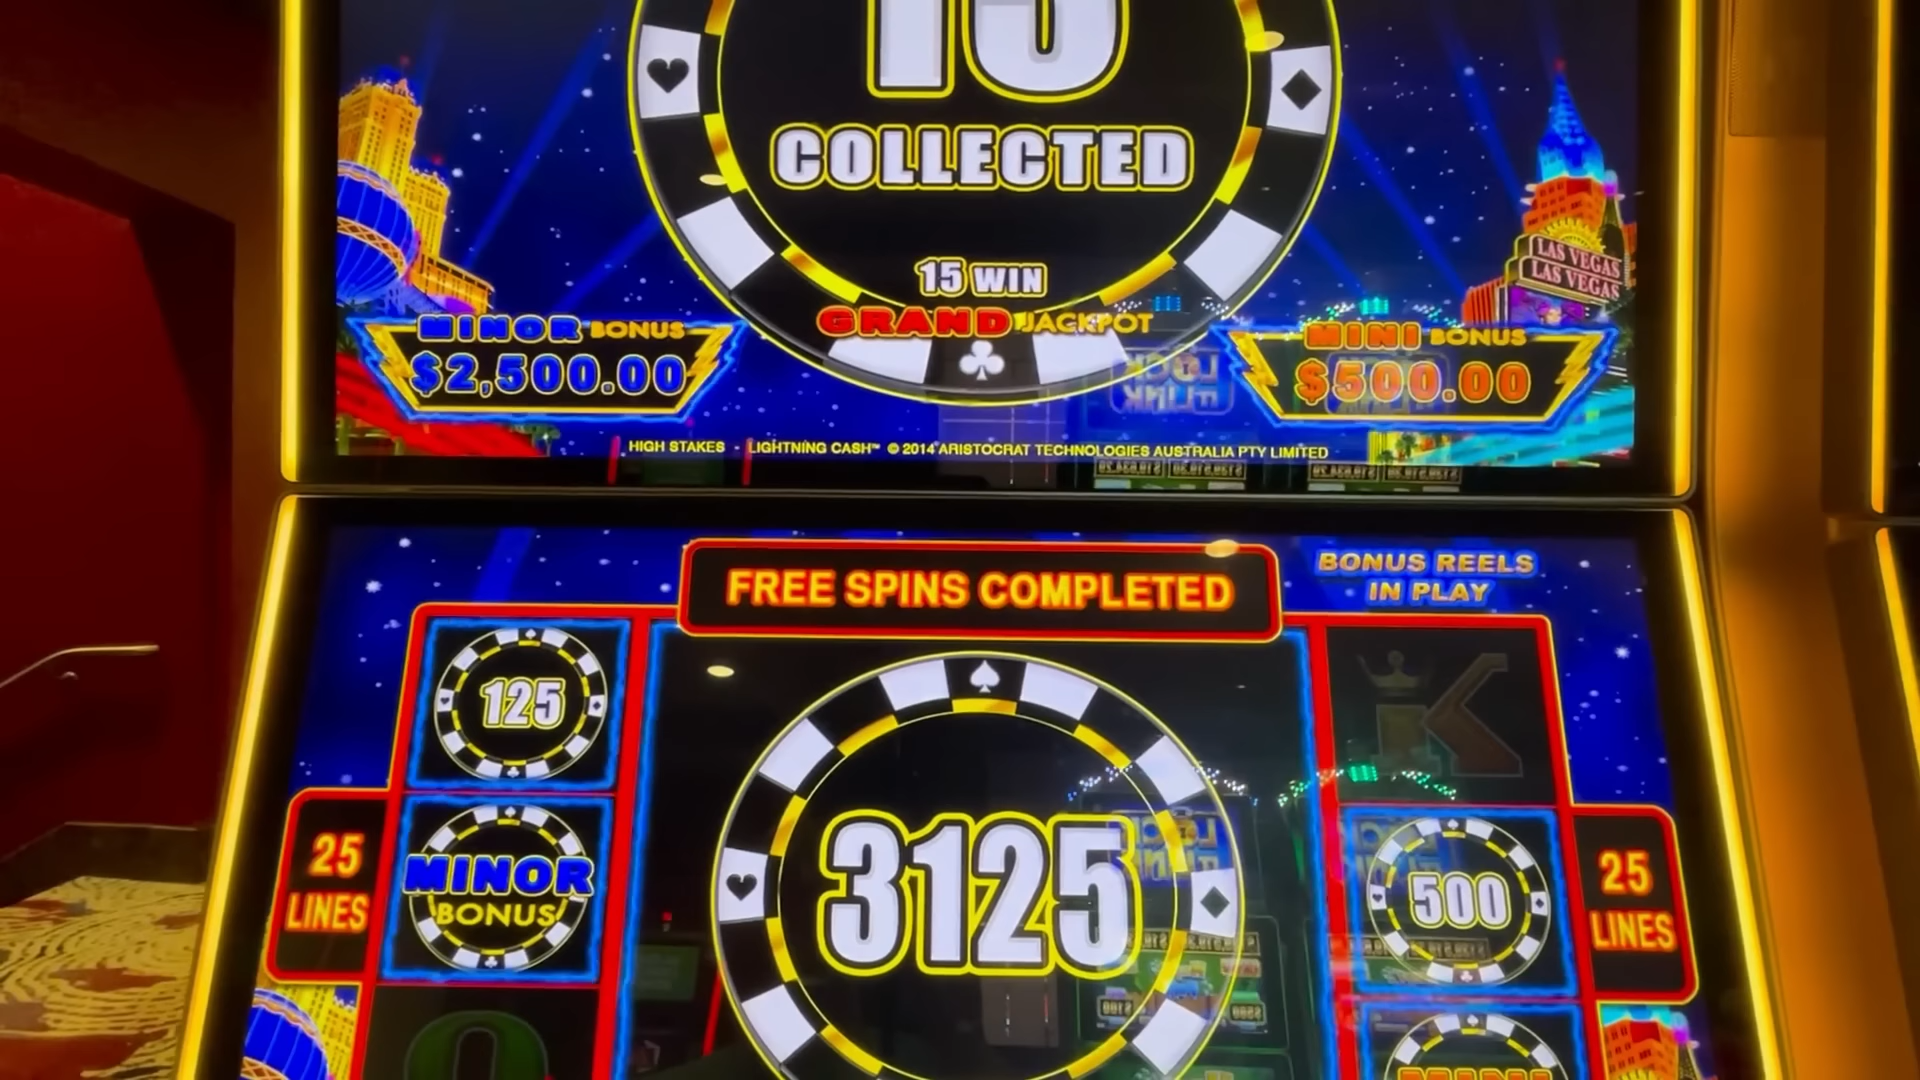 COLLECTED
15 WIN
GRAND JACKPOT
MINOR BONUS
$2,500.00
MINI BONUS
$500.00
LAS VEGAS
LAS VEGAS
HIGH STAKES - LIGHTNING CASH™ © 2014 ARISTOCRAT TECHNOLOGIES AUSTRALIA PTY LIMITED
FREE SPINS COMPLETED
BONUS REELS
IN PLAY
125
K
3125
MINOR
BONUS
500
25
LINES
25
LINES
MINI